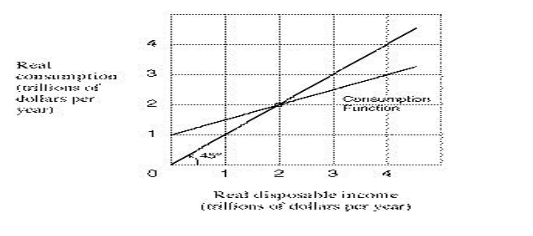 4
Real
consumption
(trillions of
dollars per
year)
3
2
Consumption
Function
1
45°
0 1 2 3 4
Real disposable income
(trillions of dollars per year)